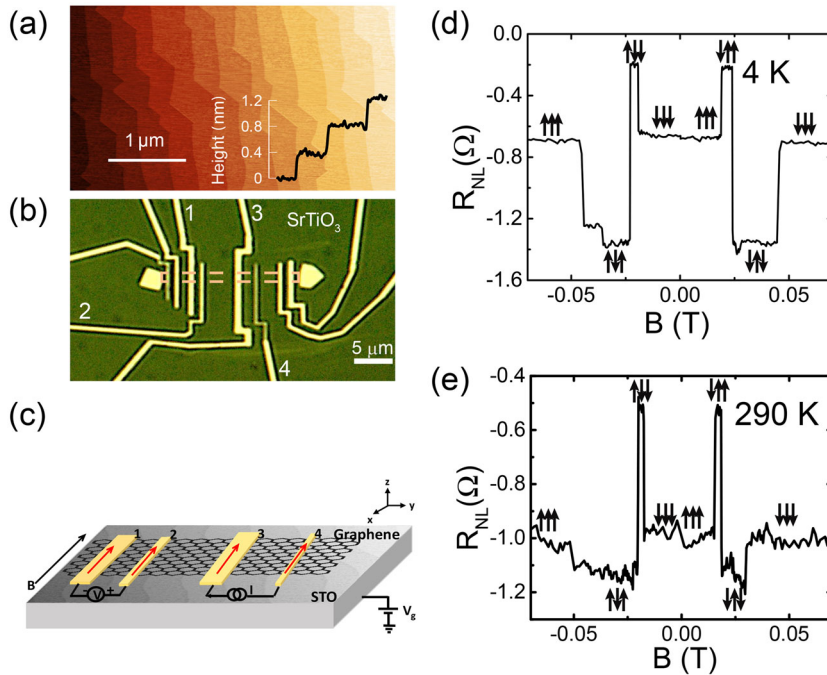 (a)
1 μm
Height (nm)
1.2
0.8
0.4
0
(b)
1
3
SrTiO₃
2
4
5 μm
(c)
z
y
x
1
2
3
4
Graphene
B
V
+
I
STO
Vg
(d)
4 K
↑↓↓
↓↑↑
↑↑↑
↓↓↓
↑↑↑
↓↓↓
↑↓↑
↓↑↓
RNL(Ω)
0.0
-0.4
-0.8
-1.2
-1.6
-0.05
0.00
0.05
B (T)
(e)
290 K
↑↓↓
↓↑↑
↑↑↑
↓↓↓
↑↑↑
↓↓↓
↑↓↑
↓↑↓
RNL(Ω)
-0.4
-0.6
-0.8
-1.0
-1.2
-0.05
0.00
0.05
B (T)